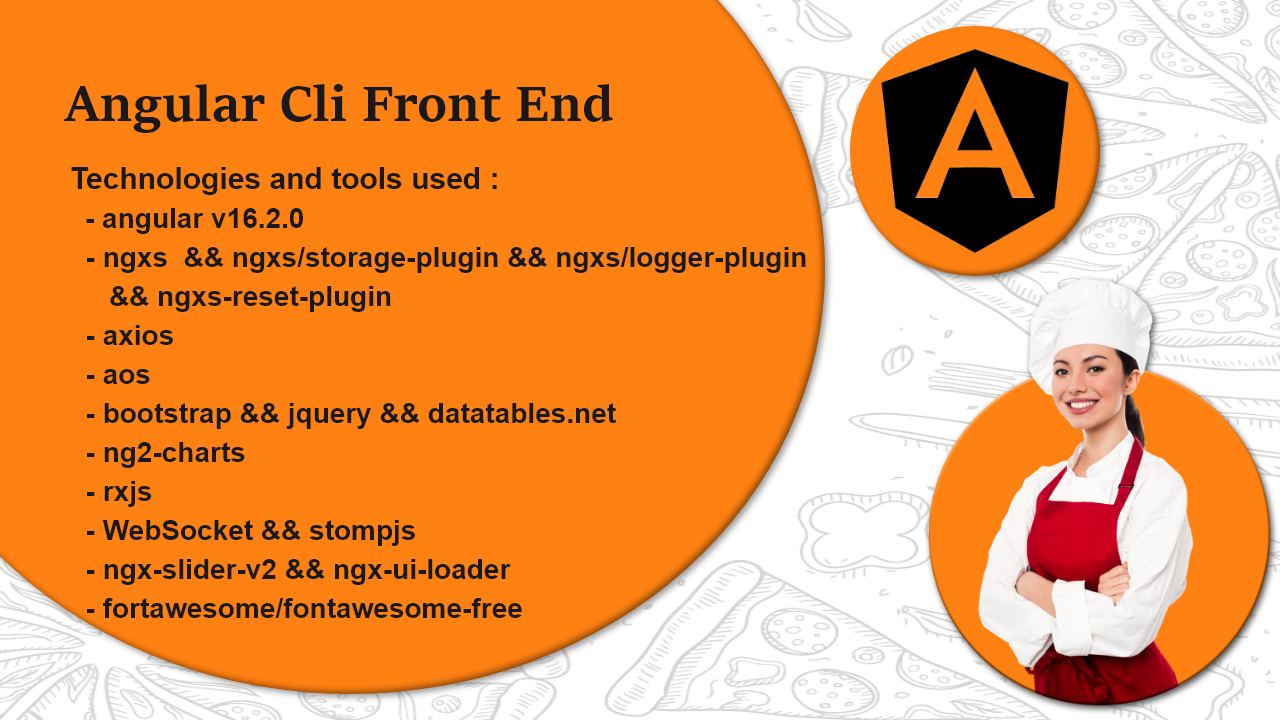 Angular Cli Front End
Technologies and tools used :
- angular v16.2.0
- ngxs && ngxs/storage-plugin && ngxs/logger-plugin
&& ngxs-reset-plugin
- axios
- aos
- bootstrap && jquery && datatables.net
- ng2-charts
- rxjs
- WebSocket && stompjs
- ngx-slider-v2 && ngx-ui-loader
- fortawesome/fontawesome-free
A